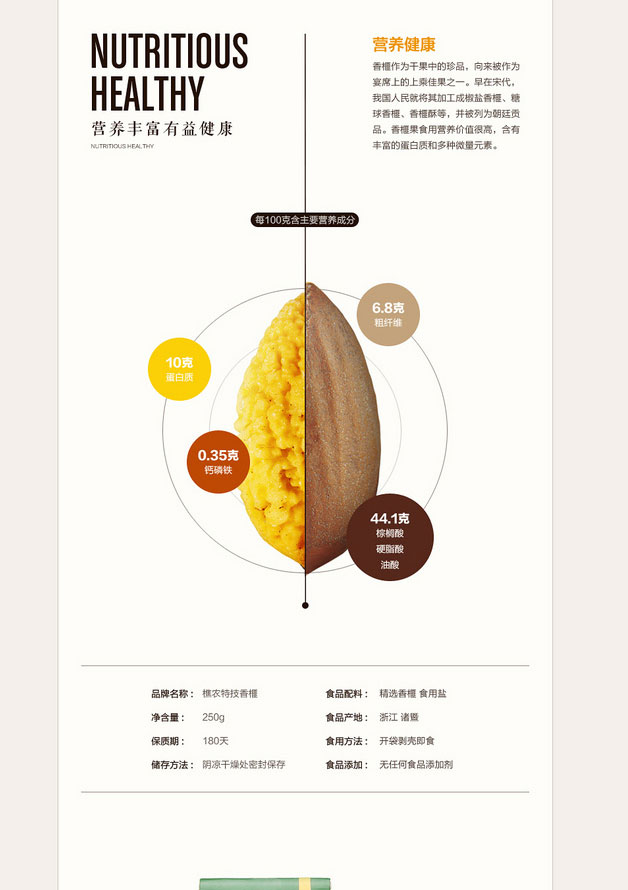 NUTRITIOUS
HEALTHY
营养丰富有益健康
NUTRITIOUS HEALTHY
营养健康
香榧作为干果中的珍品，向来被作为
宴席上的上乘佳果之一。早在宋代，
我国人民就将其加工成椒盐香榧、糖
球香榧、香榧酥等，并被列为朝廷贡
品。香榧果食用营养价值很高，含有
丰富的蛋白质和多种微量元素。
每100克含主要营养成分
6.8克
粗纤维
10克
蛋白质
0.35克
钙磷铁
44.1克
棕榈酸
硬脂酸
油酸
品牌名称： 樵农特技香榧
食品配料： 精选香榧 食用盐
净含量： 250g
食品产地： 浙江 诸暨
保质期： 180天
食用方法： 开袋剥壳即食
储存方法： 阴凉干燥处密封保存
食品添加： 无任何食品添加剂